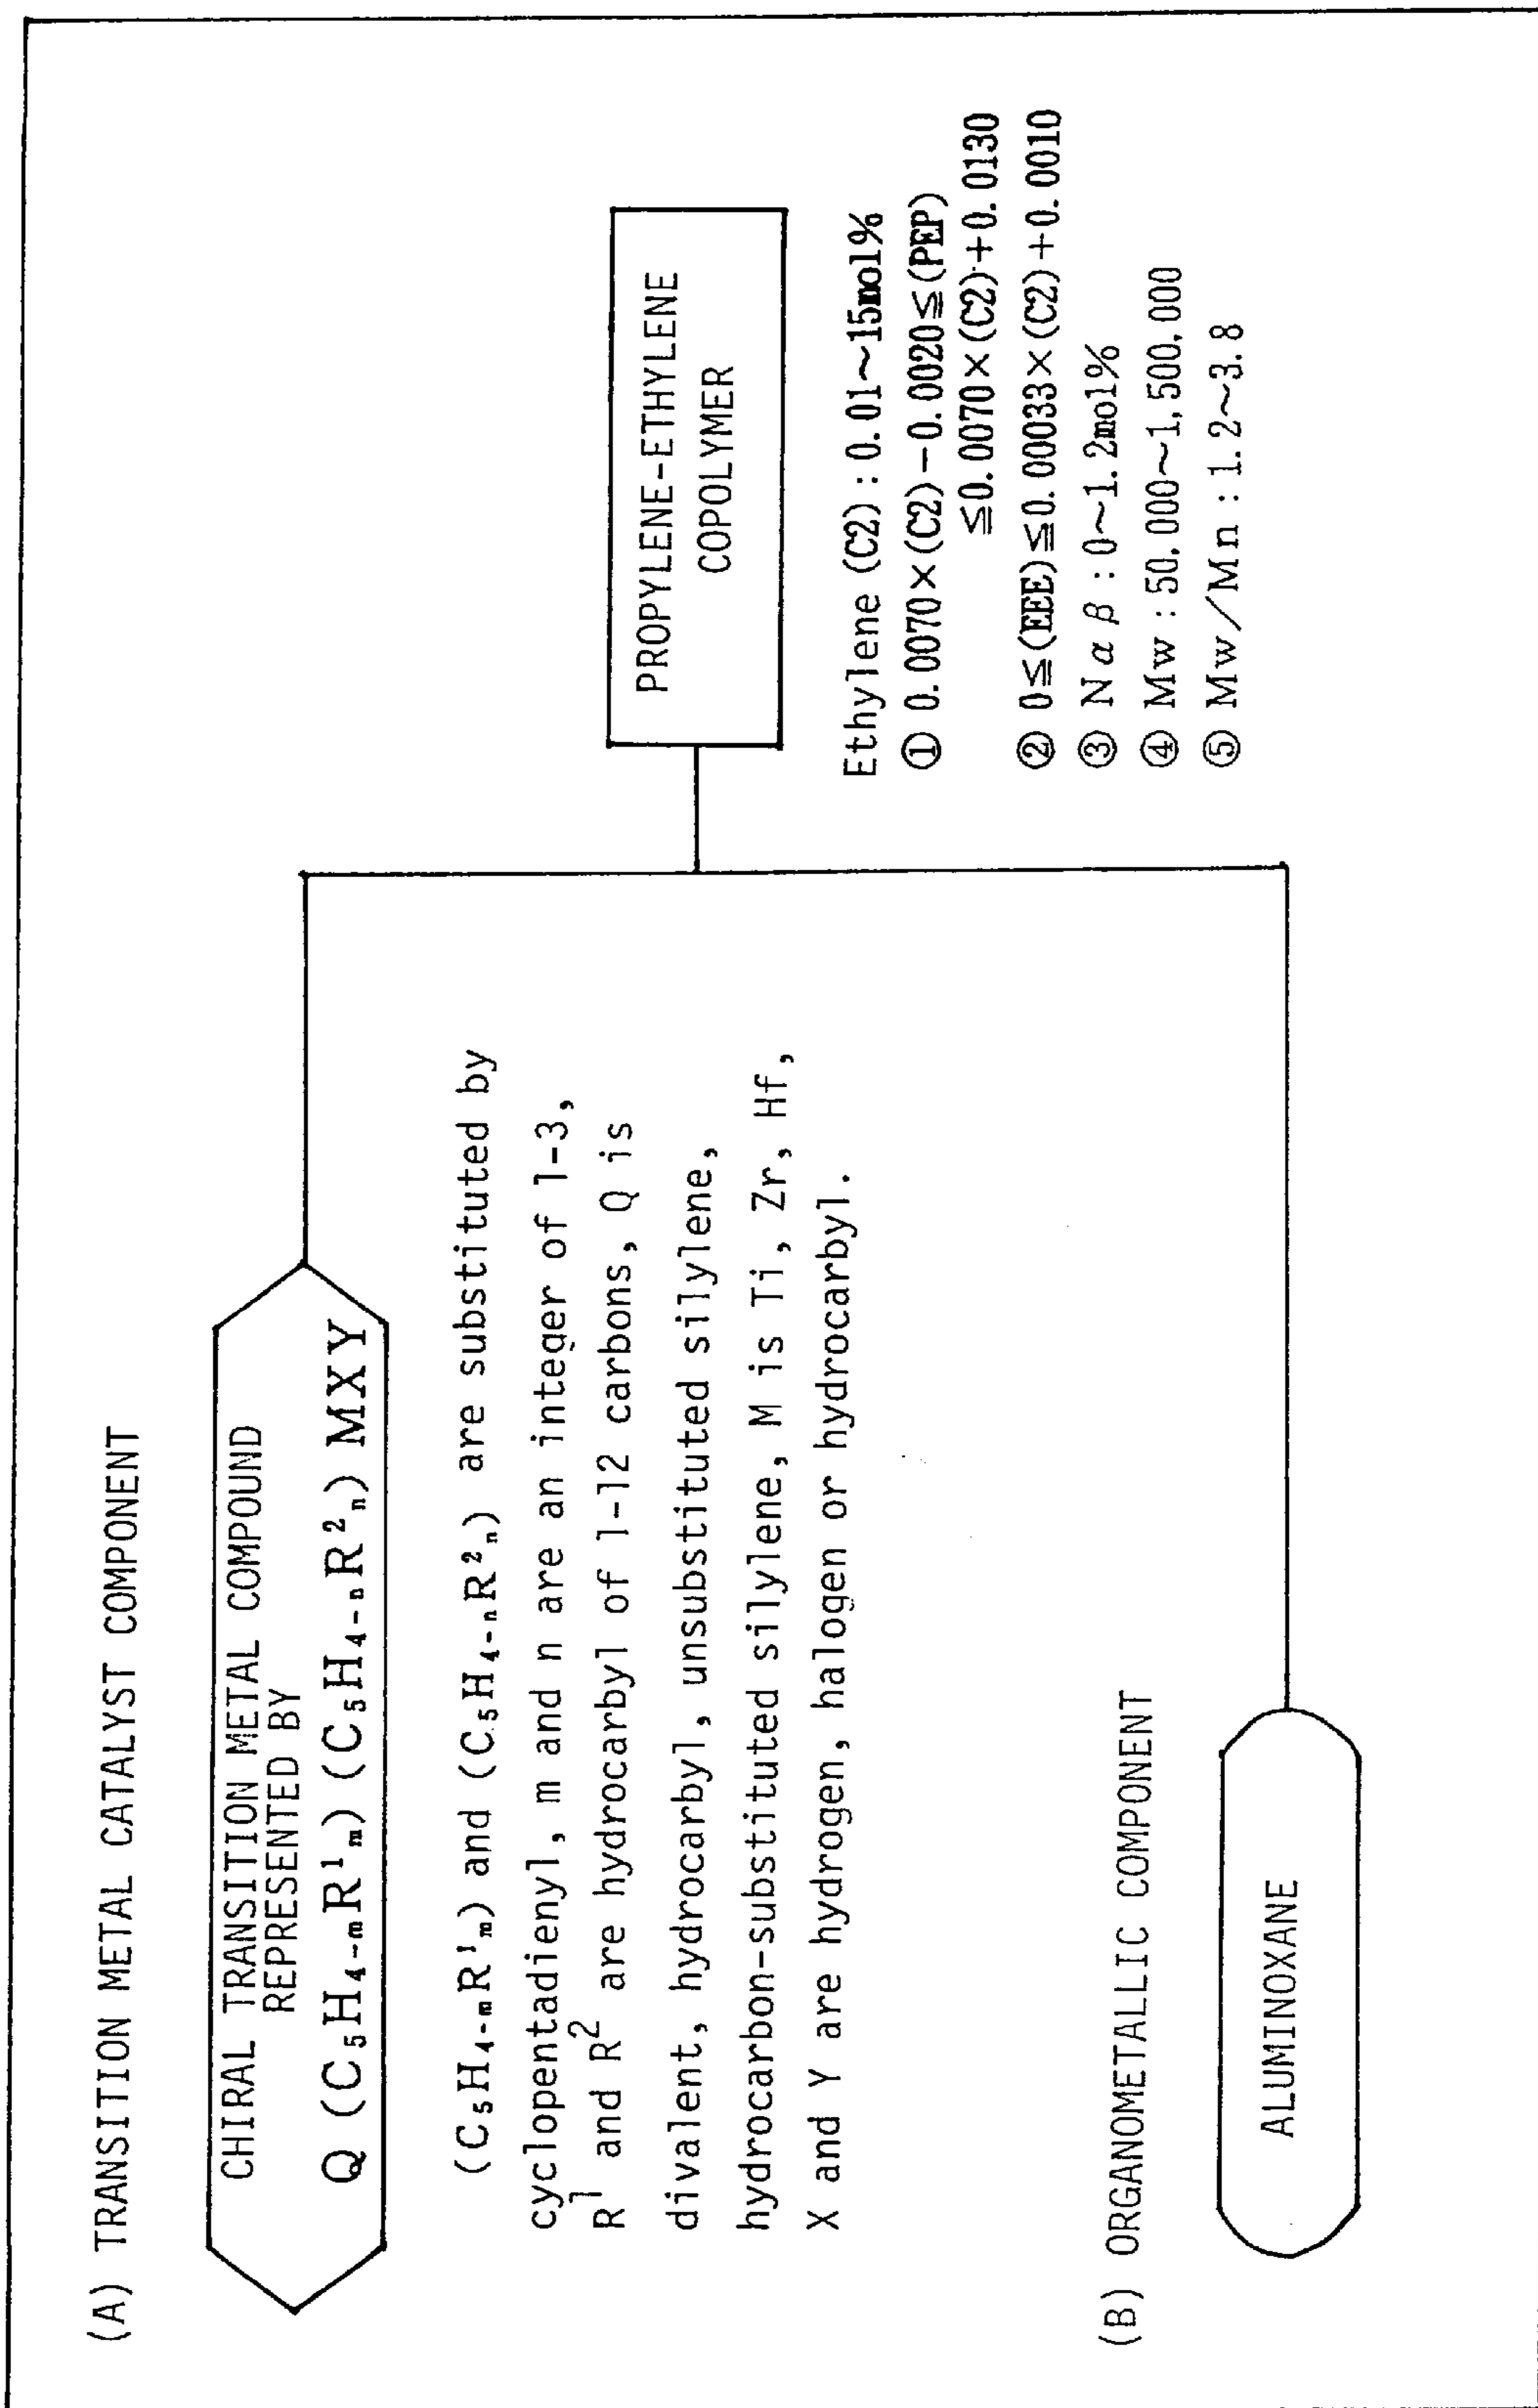 (A) TRANSITION METAL CATALYST COMPONENT
CHIRAL TRANSITION METAL COMPOUND
REPRESENTED BY
Q (C₅H₄₋ₘR¹ₘ) (C₅H₄₋ₙR²ₙ) MXY
(C₅H₄₋ₘR¹ₘ) and (C₅H₄₋ₙR²ₙ) are substituted by
cyclopentadienyl, m and n are an integer of 1-3,
R¹ and R² are hydrocarbyl of 1-12 carbons, Q is
divalent, hydrocarbyl, unsubstituted silylene,
hydrocarbon-substituted silylene, M is Ti, Zr, Hf,
X and Y are hydrogen, halogen or hydrocarbyl.
(B) ORGANOMETALLIC COMPONENT
ALUMINOXANE
PROPYLENE-ETHYLENE
COPOLYMER
Ethylene (C2) : 0.01~15mol%
① 0.0070×(C2)−0.0020≦(PEP)
≦0.0070×(C2)+0.0130
② 0≦(EEE)≦0.00033×(C2)+0.0010
③ N α β : 0~1.2mol%
④ Mw : 50,000~1,500,000
⑤ Mw/Mn : 1.2~3.8